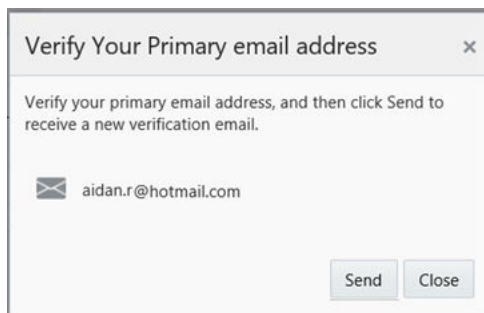 Verify Your Primary email address ×
Verify your primary email address, and then click Send to
receive a new verification email.
aidan.r@hotmail.com
Send Close